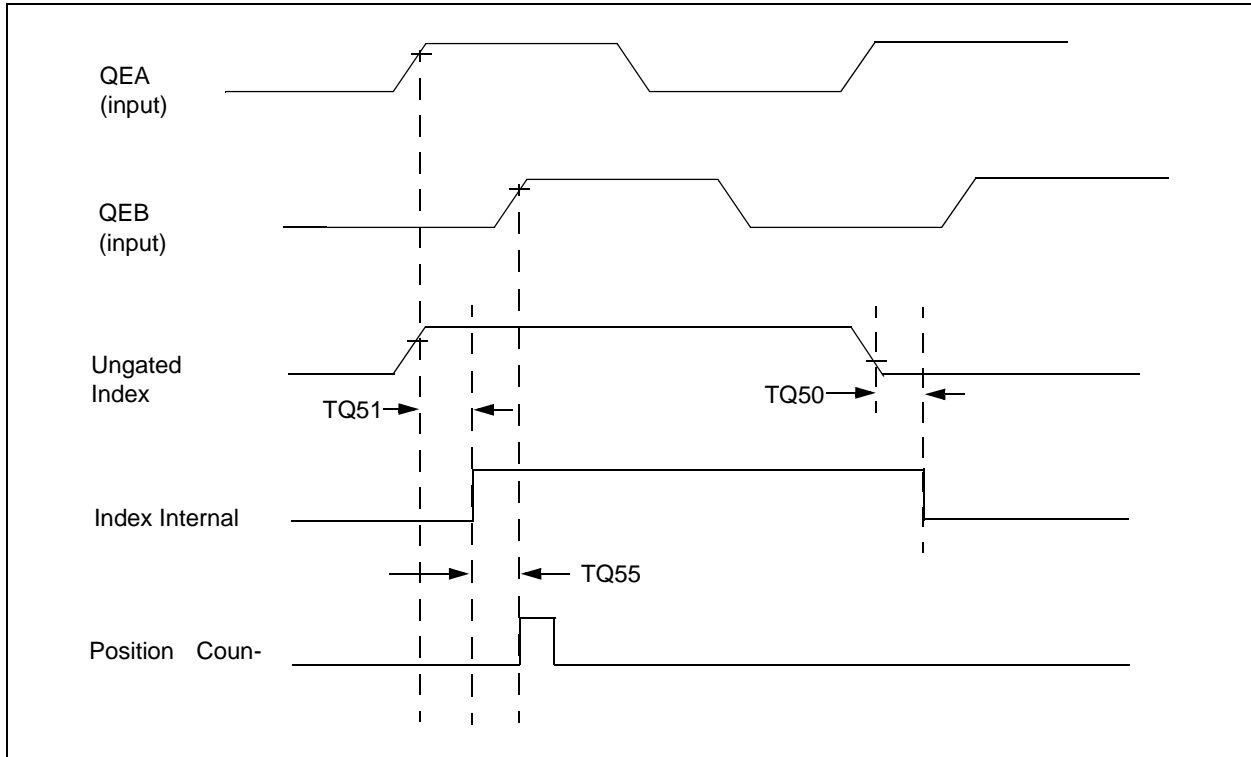 QEA
(input)
QEB
(input)
Ungated
Index
TQ51
TQ50
Index Internal
TQ55
Position Coun-